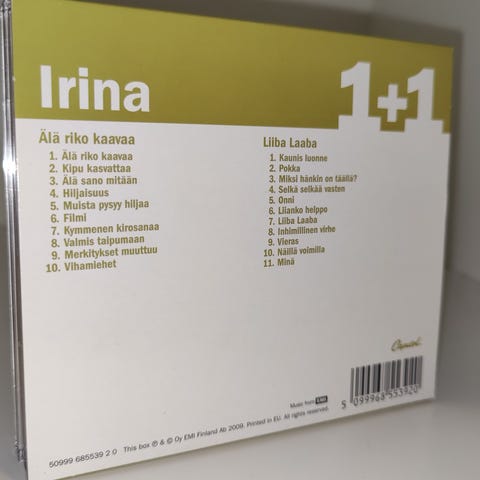 Irina
1+1
Älä riko kaavaa
1. Älä riko kaavaa
2. Kipu kasvattaa
3. Älä sano mitään
4. Hiljaisuus
5. Muista pysyy hiljaa
6. Filmi
7. Kymmenen kirosanaa
8. Valmis taipumaan
9. Merkitykset muuttuu
10. Vihamiehet
Liiba Laaba
1. Kaunis luonne
2. Pokka
3. Miksi hänkin on täällä?
4. Selkä selkää vasten
5. Onni
6. Liianko helppo
7. Liiba Laaba
8. Inhimillinen virhe
9. Vieras
10. Näillä voimilla
11. Minä
Capitol
Music from EMI
50999 685539 2 0 This box ℗ & © Oy EMI Finland Ab 2009. Printed in EU. All rights reserved.
5 099968 553920